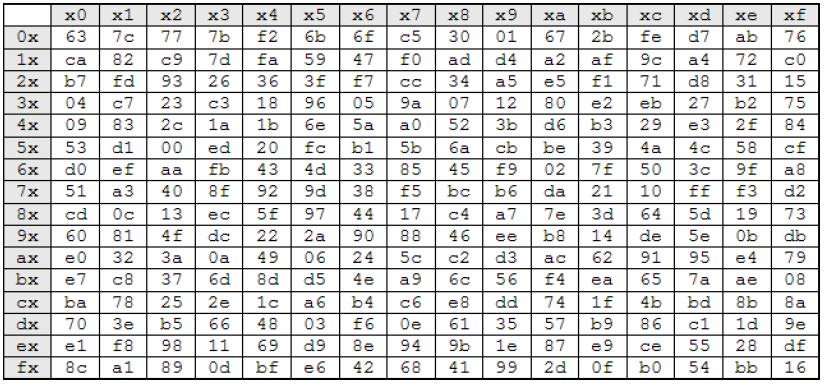 x0 x1 x2 x3 x4 x5 x6 x7 x8 x9 xa xb xc xd xe xf
0x 63 7c 77 7b f2 6b 6f c5 30 01 67 2b fe d7 ab 76
1x ca 82 c9 7d fa 59 47 f0 ad d4 a2 af 9c a4 72 c0
2x b7 fd 93 26 36 3f f7 cc 34 a5 e5 f1 71 d8 31 15
3x 04 c7 23 c3 18 96 05 9a 07 12 80 e2 eb 27 b2 75
4x 09 83 2c 1a 1b 6e 5a a0 52 3b d6 b3 29 e3 2f 84
5x 53 d1 00 ed 20 fc b1 5b 6a cb be 39 4a 4c 58 cf
6x d0 ef aa fb 43 4d 33 85 45 f9 02 7f 50 3c 9f a8
7x 51 a3 40 8f 92 9d 38 f5 bc b6 da 21 10 ff f3 d2
8x cd 0c 13 ec 5f 97 44 17 c4 a7 7e 3d 64 5d 19 73
9x 60 81 4f dc 22 2a 90 88 46 ee b8 14 de 5e 0b db
ax e0 32 3a 0a 49 06 24 5c c2 d3 ac 62 91 95 e4 79
bx e7 c8 37 6d 8d d5 4e a9 6c 56 f4 ea 65 7a ae 08
cx ba 78 25 2e 1c a6 b4 c6 e8 dd 74 1f 4b bd 8b 8a
dx 70 3e b5 66 48 03 f6 0e 61 35 57 b9 86 c1 1d 9e
ex e1 f8 98 11 69 d9 8e 94 9b 1e 87 e9 ce 55 28 df
fx 8c a1 89 0d bf e6 42 68 41 99 2d 0f b0 54 bb 16